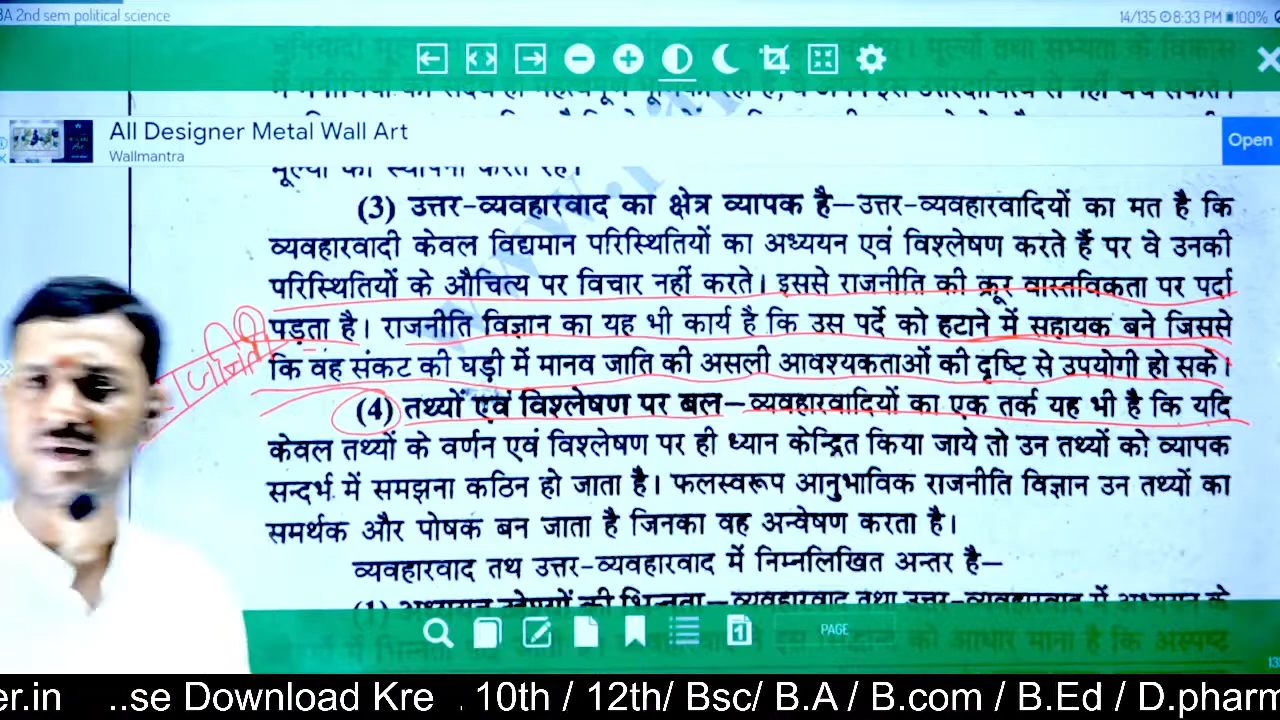 BA 2nd sem political science
14/135 8:33 PM 100%
All Designer Metal Wall Art
Wallmantra
Open
मूल्यों की स्थापना करते रहें।
(3) उत्तर-व्यवहारवाद का क्षेत्र व्यापक है—उत्तर-व्यवहारवादियों का मत है कि
व्यवहारवादी केवल विद्यमान परिस्थितियों का अध्ययन एवं विश्लेषण करते हैं पर वे उनकी
परिस्थितियों के औचित्य पर विचार नहीं करते। इससे राजनीति की क्रूर वास्तविकता पर पर्दा
पड़ता है। राजनीति विज्ञान का यह भी कार्य है कि उस पर्दे को हटाने में सहायक बने जिससे
कि वह संकट की घड़ी में मानव जाति की असली आवश्यकताओं की दृष्टि से उपयोगी हो सके।
(4) तथ्यों एवं विश्लेषण पर बल—व्यवहारवादियों का एक तर्क यह भी है कि यदि
केवल तथ्यों के वर्णन एवं विश्लेषण पर ही ध्यान केन्द्रित किया जाये तो उन तथ्यों को व्यापक
सन्दर्भ में समझना कठिन हो जाता है। फलस्वरूप आनुभाविक राजनीति विज्ञान उन तथ्यों का
समर्थक और पोषक बन जाता है जिनका वह अन्वेषण करता है।
व्यवहारवाद तथ उत्तर-व्यवहारवाद में निम्नलिखित अन्तर है—
PAGE
er.in ..se Download Kre . 10th / 12th/ Bsc/ B.A / B.com / B.Ed / D.pharm